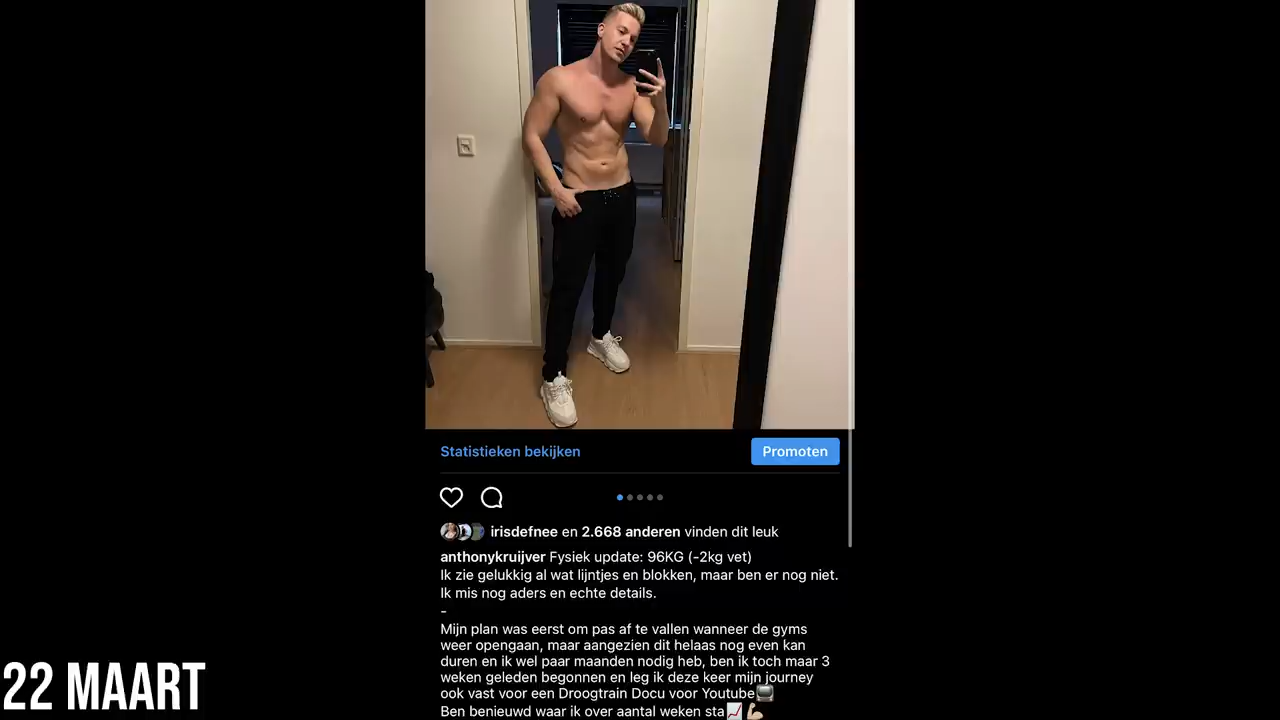 Statistieken bekijken
Promoten
irisdefnee en 2.668 anderen vinden dit leuk
anthonykruijver Fysiek update: 96KG (-2kg vet)
Ik zie gelukkig al wat lijntjes en blokken, maar ben er nog niet.
Ik mis nog aders en echte details.
-
Mijn plan was eerst om pas af te vallen wanneer de gyms
weer opengaan, maar aangezien dit helaas nog even kan
duren en ik wel paar maanden nodig heb, ben ik toch maar 3
weken geleden begonnen en leg ik deze keer mijn journey
ook vast voor een Droogtrain Docu voor Youtube📺
Ben benieuwd waar ik over aantal weken sta📈💪🏼
22 MAART